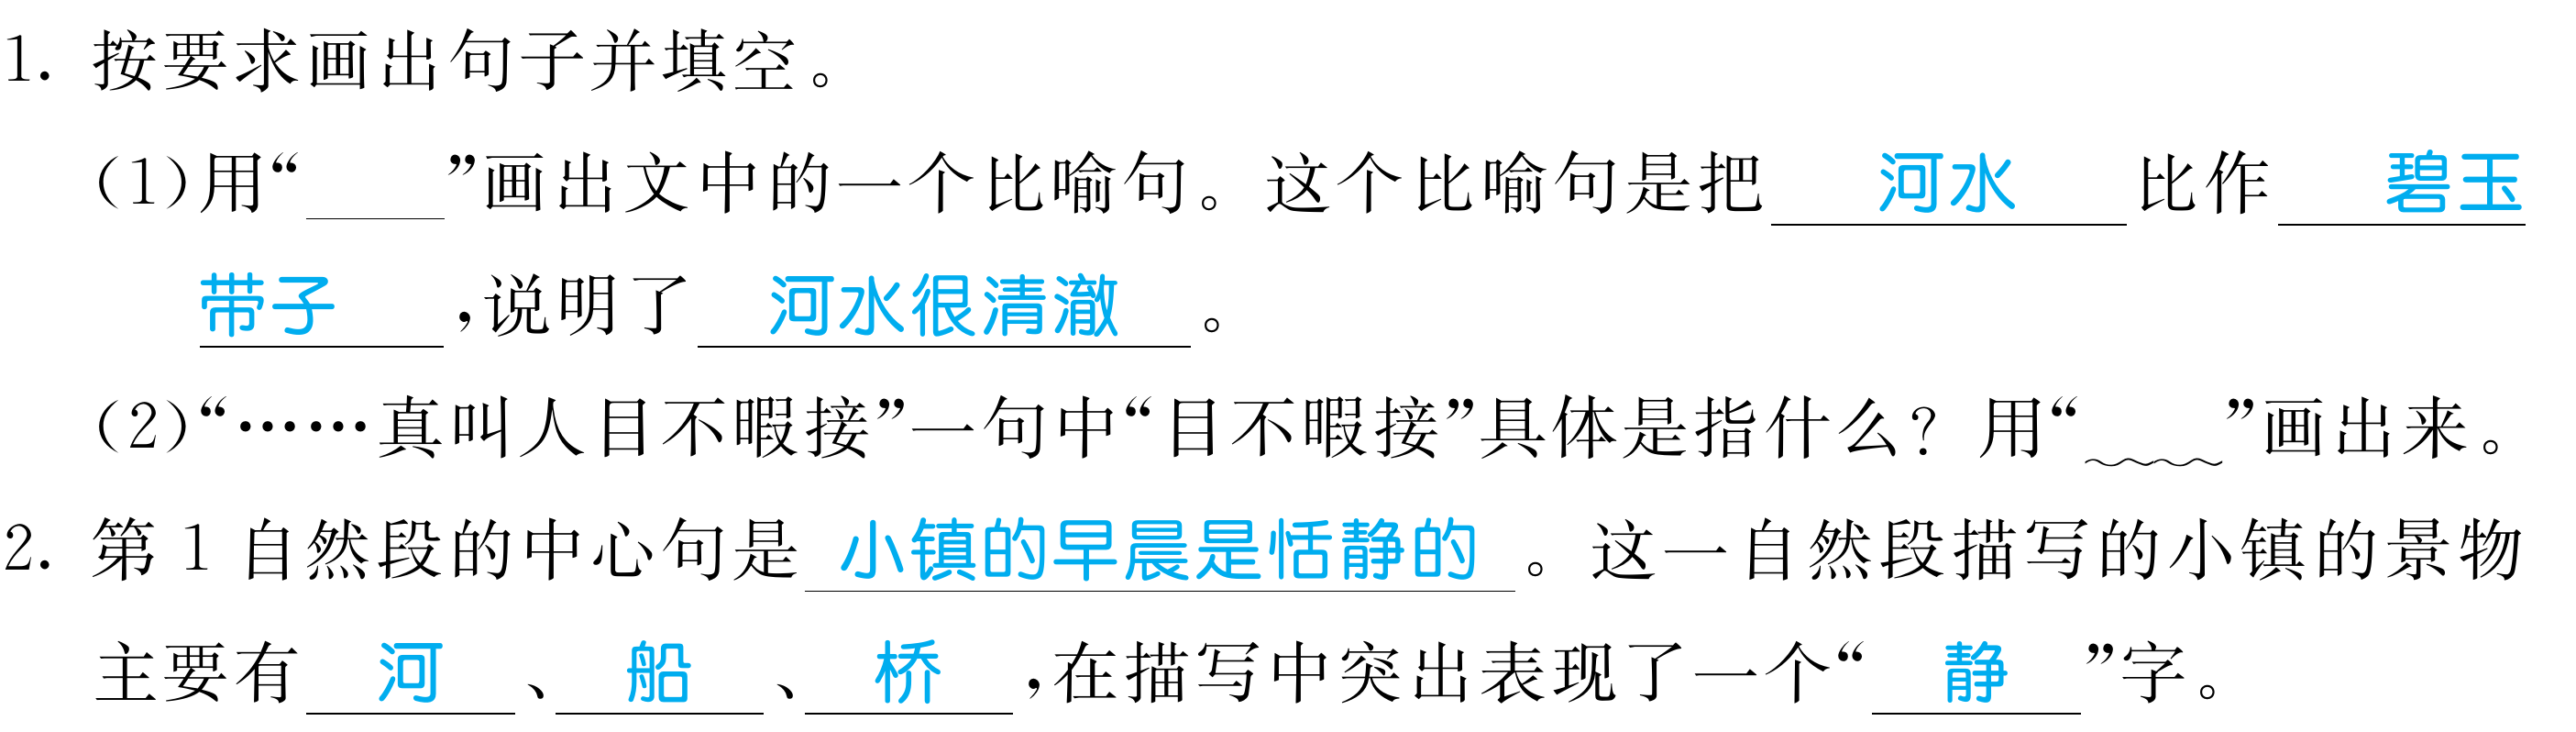 1. 按要求画出句子并填空。
(1)用“____”画出文中的一个比喻句。这个比喻句是把 河水 比作 碧玉
带子 ,说明了 河水很清澈 。
(2)“……真叫人目不暇接”一句中“目不暇接”具体是指什么? 用“﹏﹏”画出来。
2. 第 1 自然段的中心句是 小镇的早晨是恬静的 。这一自然段描写的小镇的景物
主要有 河 、 船 、 桥 ,在描写中突出表现了一个“ 静 ”字。